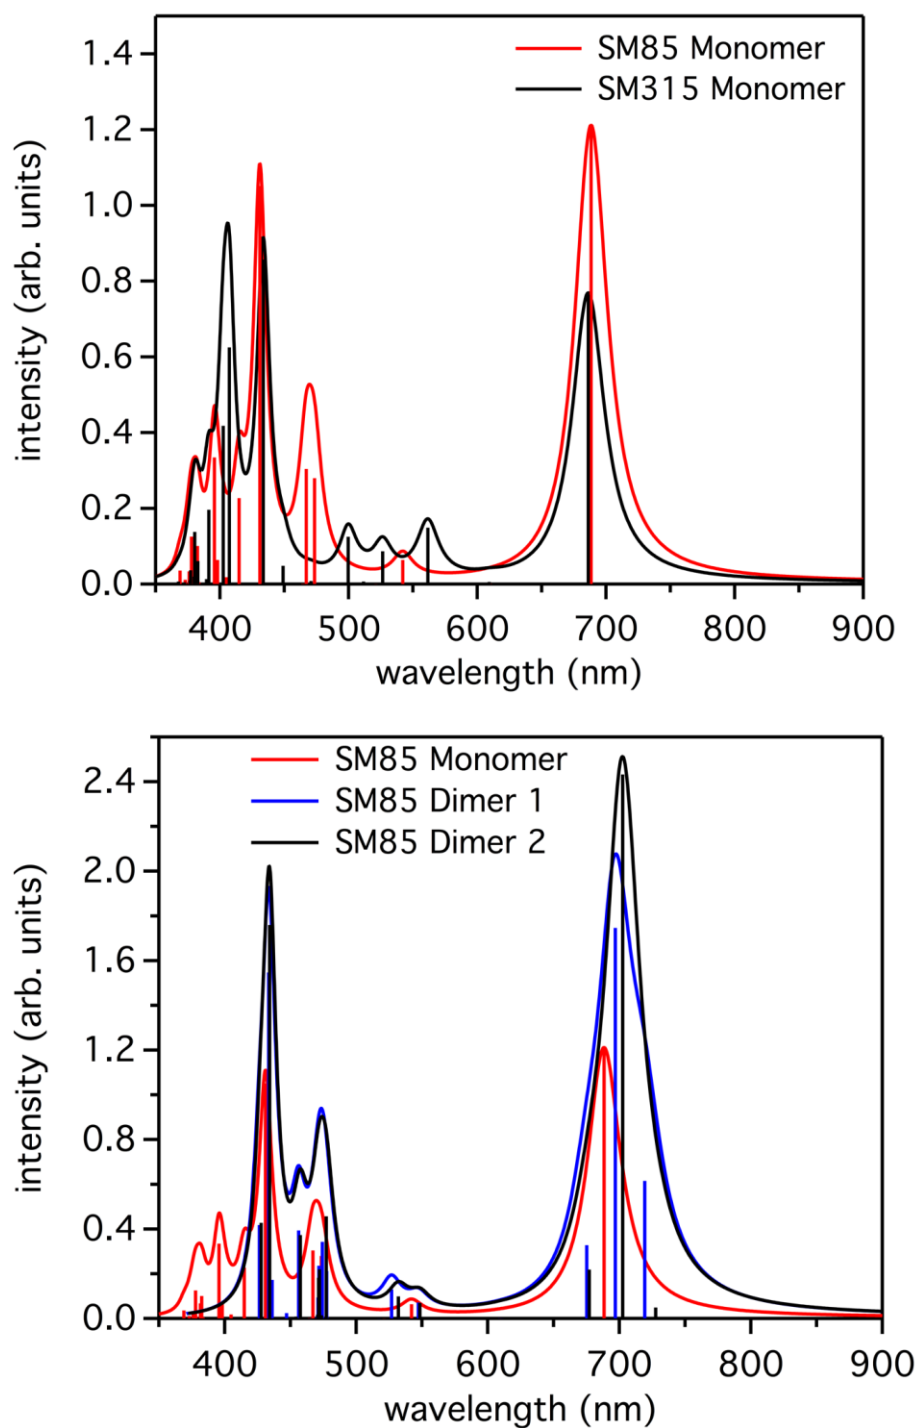 SM85 Monomer
SM315 Monomer
intensity (arb. units)
1.4
1.2
1.0
0.8
0.6
0.4
0.2
0.0
400 500 600 700 800 900
wavelength (nm)
SM85 Monomer
SM85 Dimer 1
SM85 Dimer 2
intensity (arb. units)
2.4
2.0
1.6
1.2
0.8
0.4
0.0
400 500 600 700 800 900
wavelength (nm)